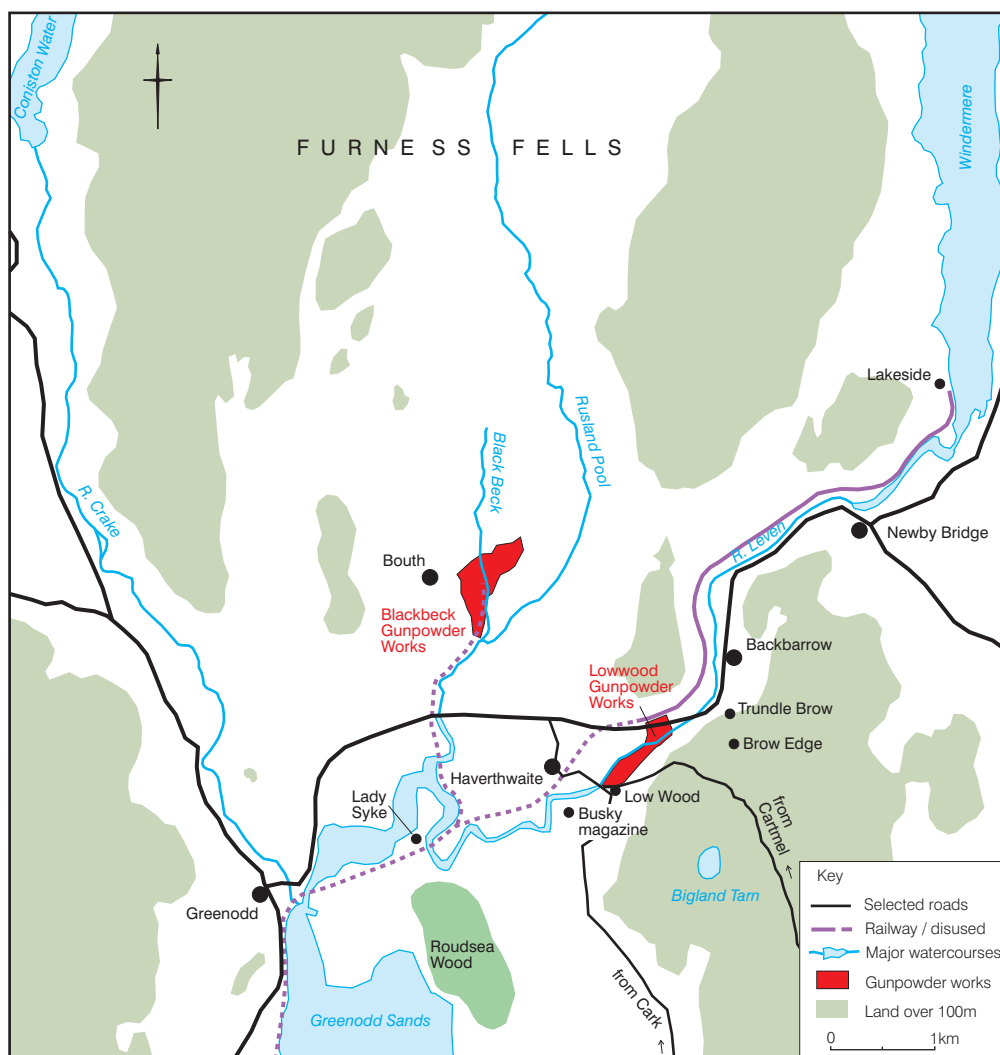 Coniston Water
FURNESS FELLS
Windermere
Lakeside
Rusland Pool
Black Beck
R. Crake
R. Leven
Newby Bridge
Bouth
Blackbeck
Gunpowder
Works
Backbarrow
Lowwood
Gunpowder
Works
Trundle Brow
Brow Edge
Haverthwaite
Low Wood
Lady
Syke
Busky
magazine
from
Cartmel
Bigland Tarn
Greenodd
Roudsea
Wood
from Cark
Greenodd Sands
Key
Selected roads
Railway / disused
Major watercourses
Gunpowder works
Land over 100m
0 1km